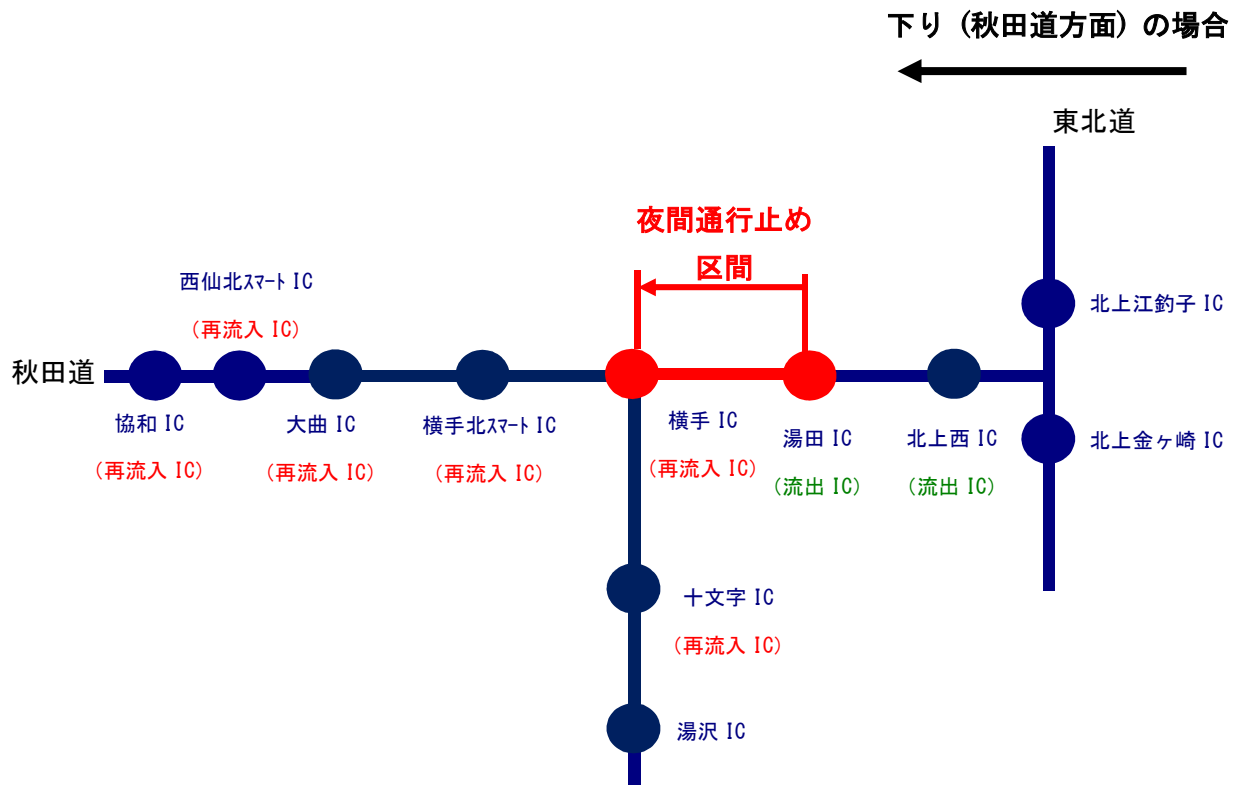 下り（秋田道方面）の場合
東北道
夜間通行止め
区間
西仙北ｽﾏｰﾄ IC
（再流入 IC）
北上江釣子 IC
秋田道
協和 IC
（再流入 IC）
大曲 IC
（再流入 IC）
横手北ｽﾏｰﾄ IC
（再流入 IC）
横手 IC
（再流入 IC）
湯田 IC
（流出 IC）
北上西 IC
（流出 IC）
北上金ヶ崎 IC
十文字 IC
（再流入 IC）
湯沢 IC